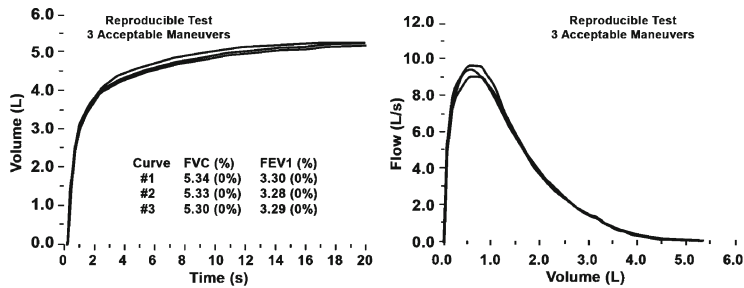 Reproducible Test
3 Acceptable Maneuvers
6.0
5.0
4.0
3.0
2.0
1.0
0.0
Volume (L)
Curve FVC (%) FEV1 (%)
#1 5.34 (0%) 3.30 (0%)
#2 5.33 (0%) 3.28 (0%)
#3 5.30 (0%) 3.29 (0%)
0 2 4 6 8 10 12 14 16 18 20
Time (s)
Reproducible Test
3 Acceptable Maneuvers
12.0
10.0
8.0
6.0
4.0
2.0
0.0
Flow (L/s)
0.0 1.0 2.0 3.0 4.0 5.0 6.0
Volume (L)